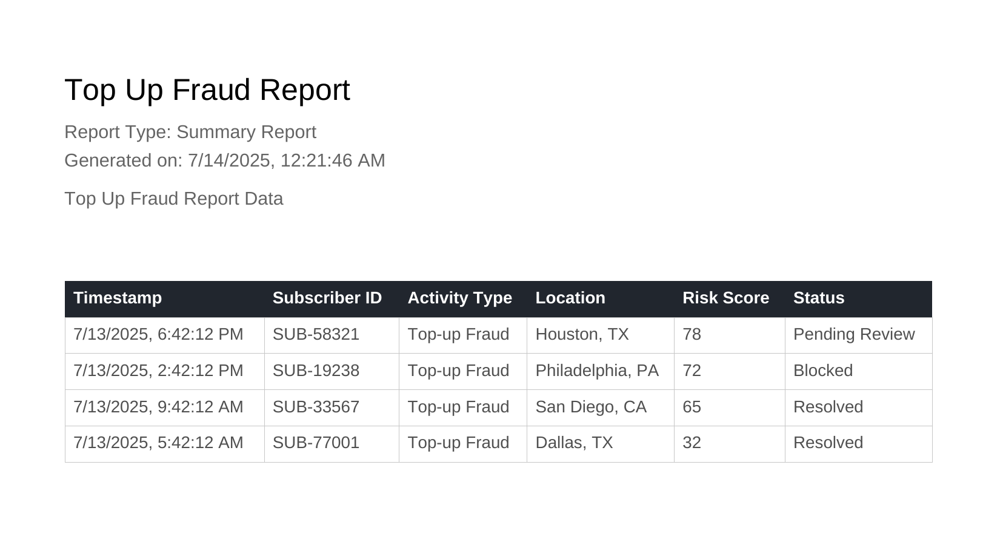 Top Up Fraud Report
Report Type: Summary Report
Generated on: 7/14/2025, 12:21:46 AM
Top Up Fraud Report Data
Timestamp Subscriber ID Activity Type Location Risk Score Status
7/13/2025, 6:42:12 PM SUB-58321 Top-up Fraud Houston, TX 78 Pending Review
7/13/2025, 2:42:12 PM SUB-19238 Top-up Fraud Philadelphia, PA 72 Blocked
7/13/2025, 9:42:12 AM SUB-33567 Top-up Fraud San Diego, CA 65 Resolved
7/13/2025, 5:42:12 AM SUB-77001 Top-up Fraud Dallas, TX 32 Resolved